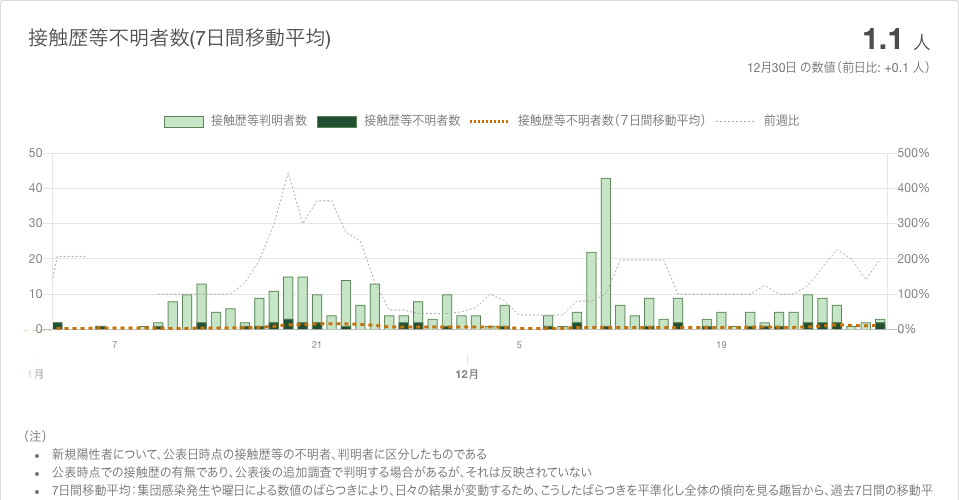 接触歴等不明者数(7日間移動平均)
1.1 人
12月30日 の数値（前日比: +0.1 人）
接触歴等判明者数 接触歴等不明者数 接触歴等不明者数（7日間移動平均） 前週比
50 500%
40 400%
30 300%
20 200%
10 100%
0 0%
7 21 5 19
1月 12月
（注）
• 新規陽性者について、公表日時点の接触歴等の不明者、判明者に区分したものである
• 公表時点での接触歴の有無であり、公表後の追加調査で判明する場合があるが、それは反映されていない
• 7日間移動平均：集団感染発生や曜日による数値のばらつきにより、日々の結果が変動するため、こうしたばらつきを平準化し全体の傾向を見る趣旨から、過去7日間の移動平